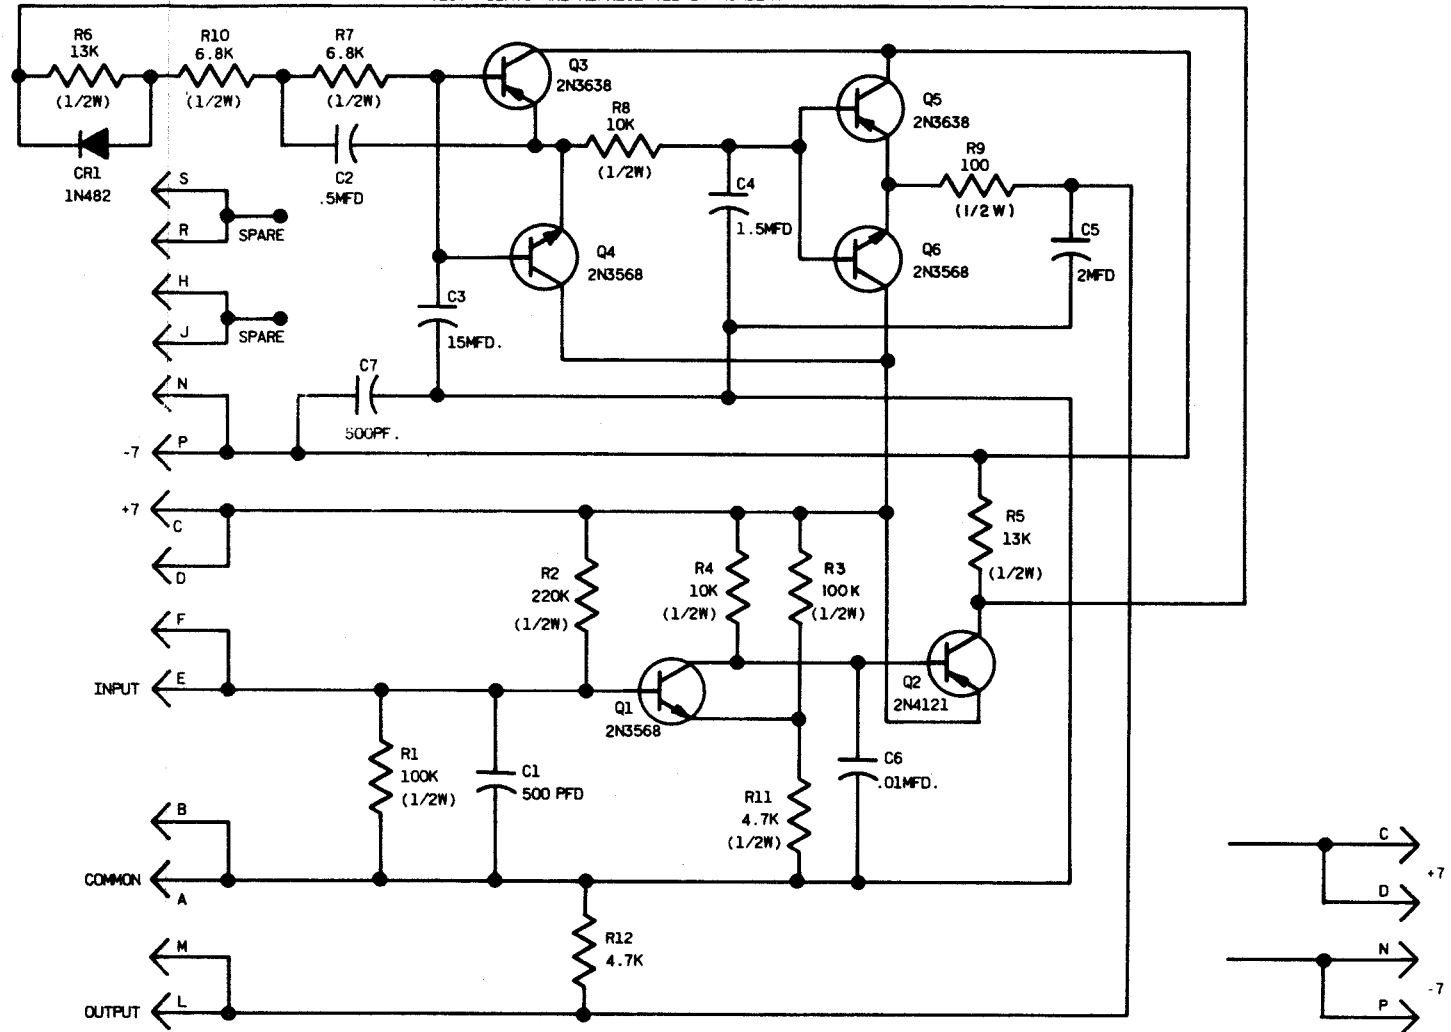 R6
13K
(1/2W)
R10
6.8K
(1/2W)
R7
6.8K
(1/2W)
Q3
2N3638
CR1
1N482
C2
.5MFD
R8
10K
(1/2W)
Q5
2N3638
R9
100
(1/2W)
C4
1.5MFD
C5
2MFD
Q4
2N3568
Q6
2N3568
S
R
SPARE
H
J
SPARE
C3
15MFD.
C7
500PF.
N
-7
P
+7
C
D
R2
220K
(1/2W)
R4
10K
(1/2W)
R3
100K
(1/2W)
R5
13K
(1/2W)
F
INPUT
E
Q1
2N3568
Q2
2N4121
R1
100K
(1/2W)
C1
500 PFD
R11
4.7K
(1/2W)
C6
.01MFD.
B
COMMON
A
R12
4.7K
M
OUTPUT
L
C
+7
D
N
-7
P